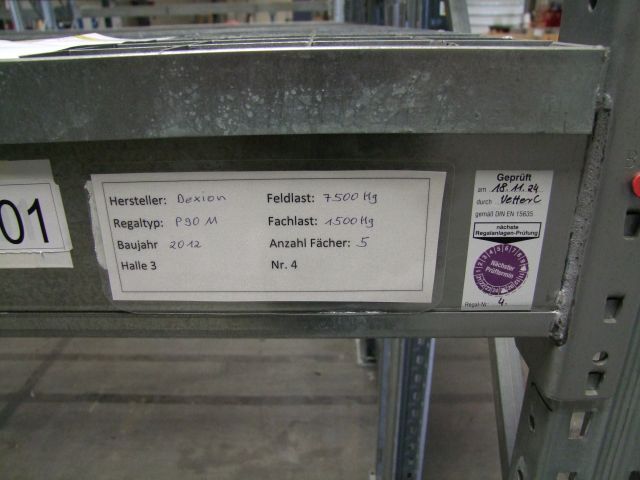 01
Hersteller: Dexion Feldlast: 7500 Kg
Regaltyp: P90 M Fachlast: 1500 Kg
Baujahr 2012 Anzahl Fächer: 5
Halle 3 Nr. 4
Geprüft
am 18.11.24
durch Vetter C
gemäß DIN EN 15635
nächste
Regalanlagen-Prüfung
Nächster
Prüftermin
Regal-Nr. 4